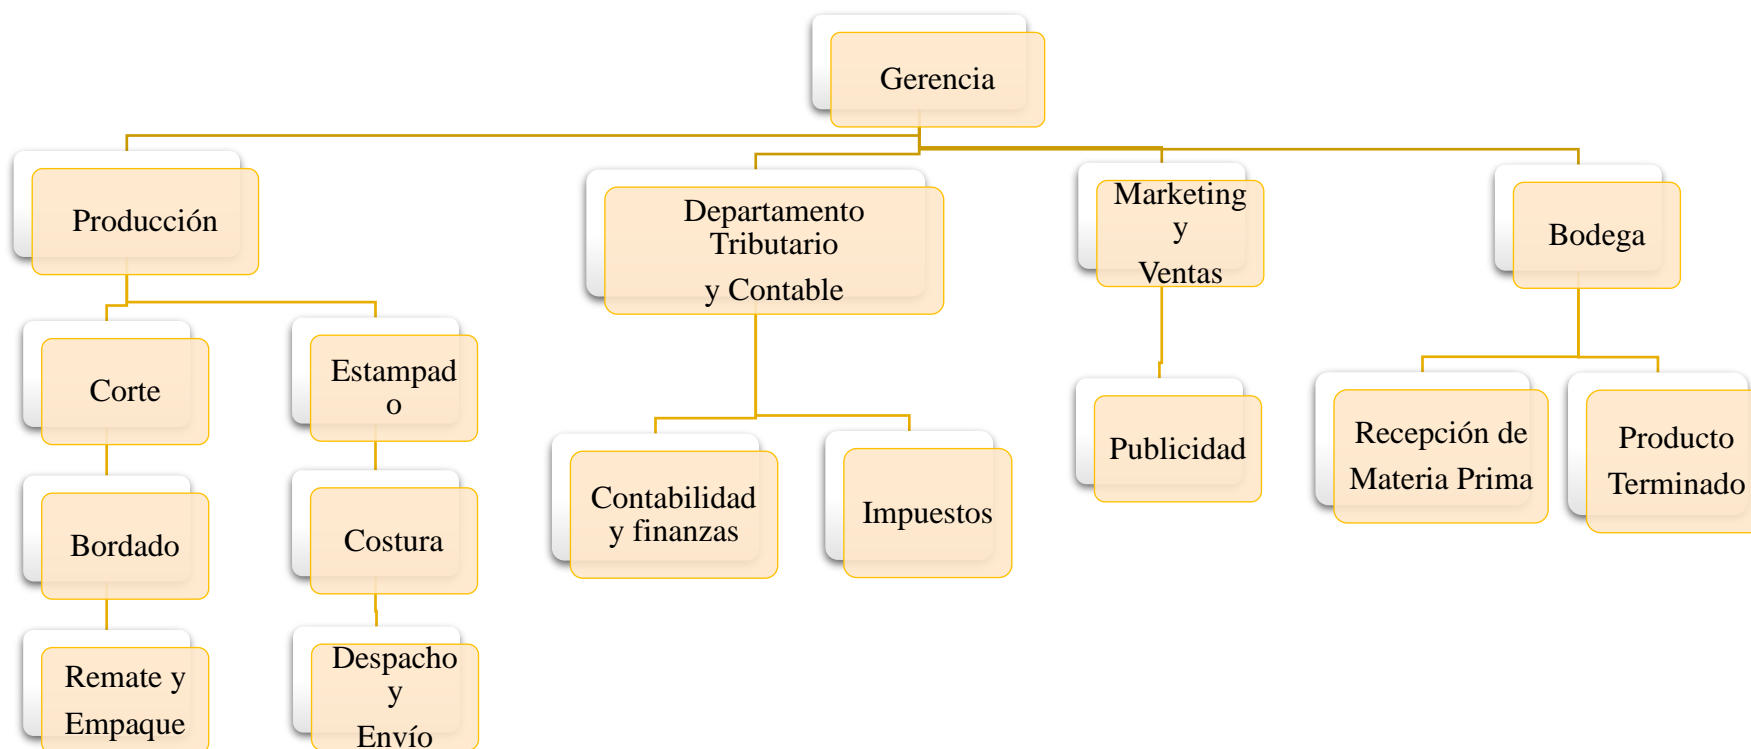 Gerencia
Producción
Departamento
Tributario
y Contable
Marketing
y
Ventas
Bodega
Corte
Estampad
o
Bordado
Costura
Remate y
Empaque
Despacho
y
Envío
Contabilidad
y finanzas
Impuestos
Publicidad
Recepción de
Materia Prima
Producto
Terminado